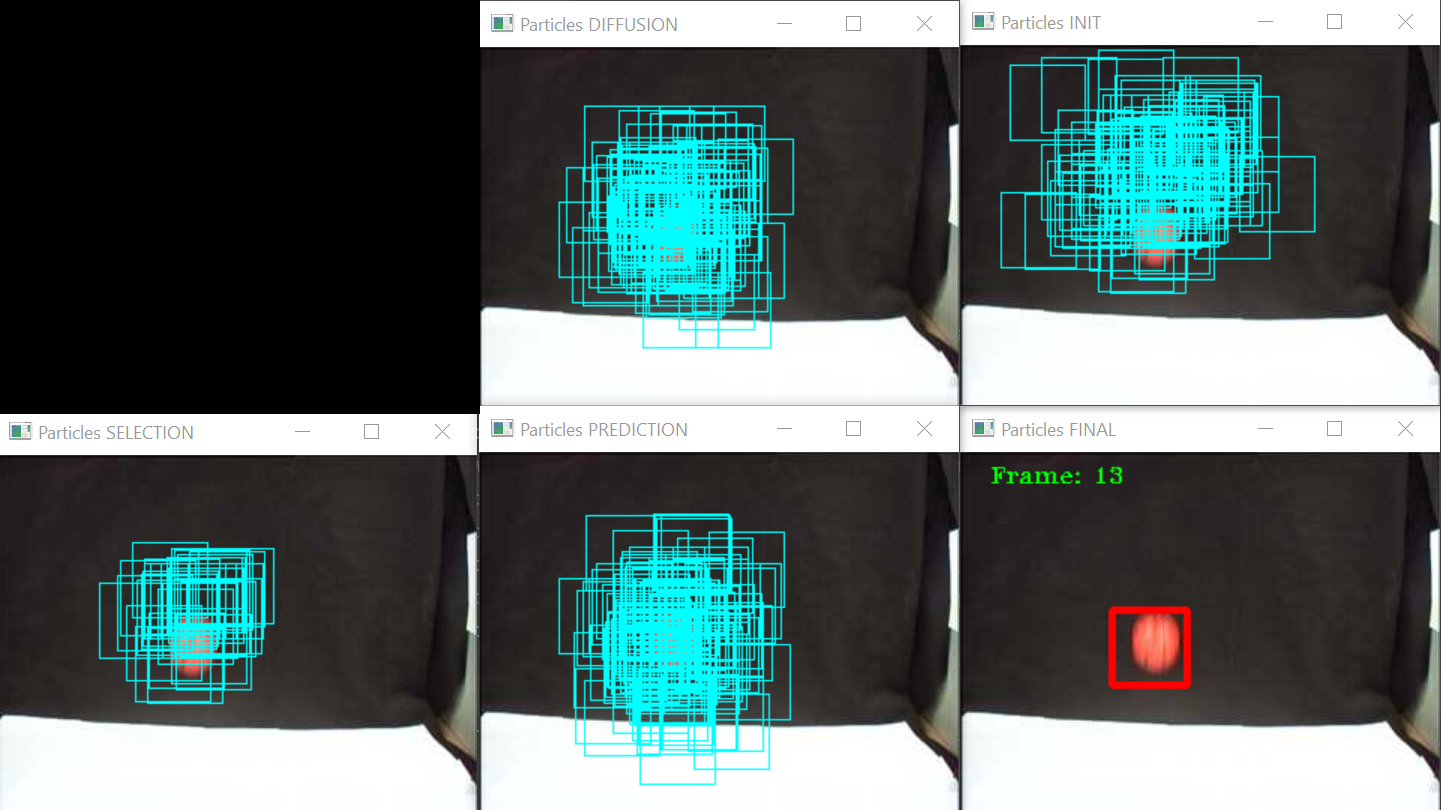 Particles DIFFUSION
Particles INIT
Particles SELECTION
Particles PREDICTION
Particles FINAL
Frame: 13